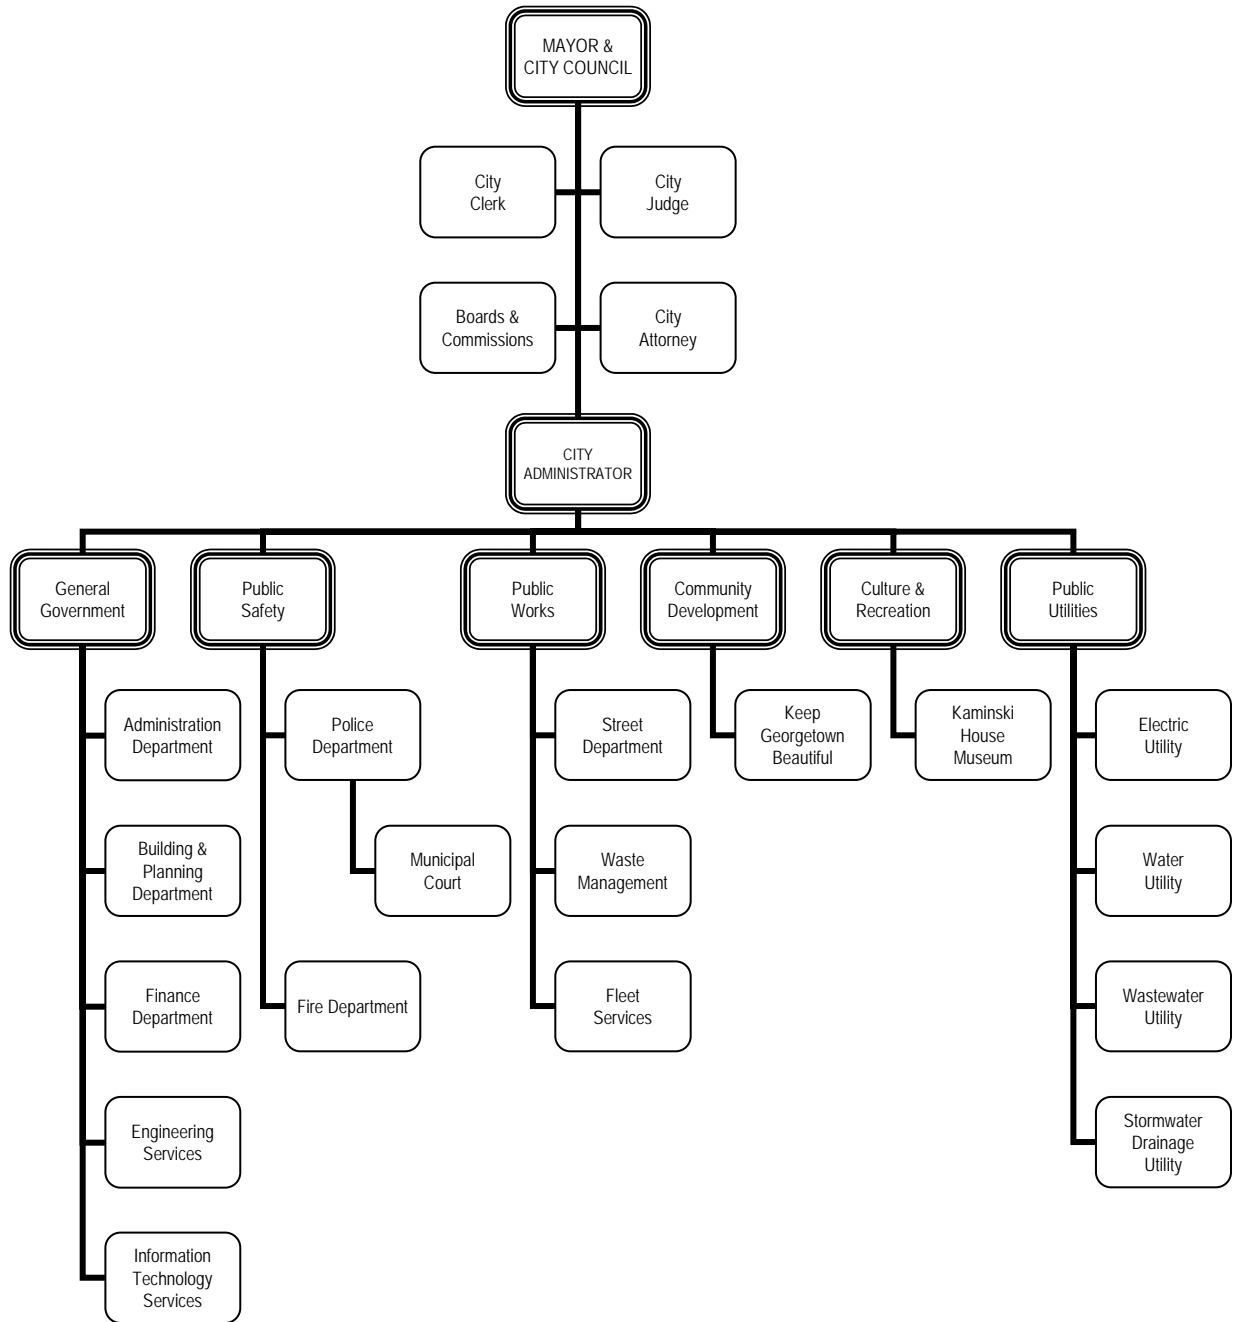 MAYOR &
CITY COUNCIL
City
Clerk
City
Judge
Boards &
Commissions
City
Attorney
CITY
ADMINISTRATOR
General
Government
Public
Safety
Public
Works
Community
Development
Culture &
Recreation
Public
Utilities
Administration
Department
Police
Department
Street
Department
Keep
Georgetown
Beautiful
Kaminski
House
Museum
Electric
Utility
Building &
Planning
Department
Municipal
Court
Waste
Management
Water
Utility
Finance
Department
Fire Department
Fleet
Services
Wastewater
Utility
Engineering
Services
Stormwater
Drainage
Utility
Information
Technology
Services